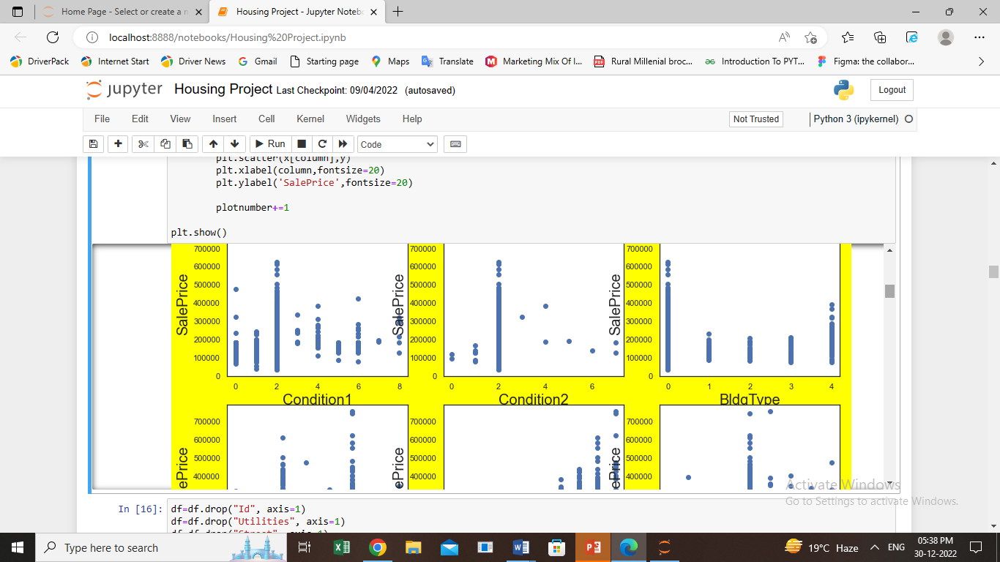 Home Page - Select or create a n
Housing Project - Jupyter Noteb
localhost:8888/notebooks/Housing%20Project.ipynb
DriverPack
Internet Start
Driver News
Gmail
Starting page
Maps
Translate
Marketing Mix Of I...
Rural Millenial broc...
Introduction To PYT...
Figma: the collabor...
jupyter Housing Project Last Checkpoint: 09/04/2022 (autosaved)
Logout
File Edit View Insert Cell Kernel Widgets Help
Not Trusted
Python 3 (ipykernel)
Run
Code
plt.scatter(x[column],y)
plt.xlabel(column,fontsize=20)
plt.ylabel('SalePrice',fontsize=20)
plotnumber+=1
plt.show()
700000 700000 700000
600000 600000 600000
500000 500000 500000
400000 400000 400000
300000 300000 300000
200000 200000 200000
100000 100000 100000
0 0 0
SalePrice SalePrice SalePrice
0 2 4 6 8 0 2 4 6 0 1 2 3 4
Condition1 Condition2 BldgType
700000 700000 700000
600000 600000 600000
500000 500000 500000
400000 400000 400000
ePrice ePrice ePrice
Activate Windows
Go to Settings to activate Windows.
In [16]: df=df.drop("Id", axis=1)
df=df.drop("Utilities", axis=1)
df=df.drop("Street", axis=1)
Type here to search
19°C Haze
ENG
05:38 PM
30-12-2022